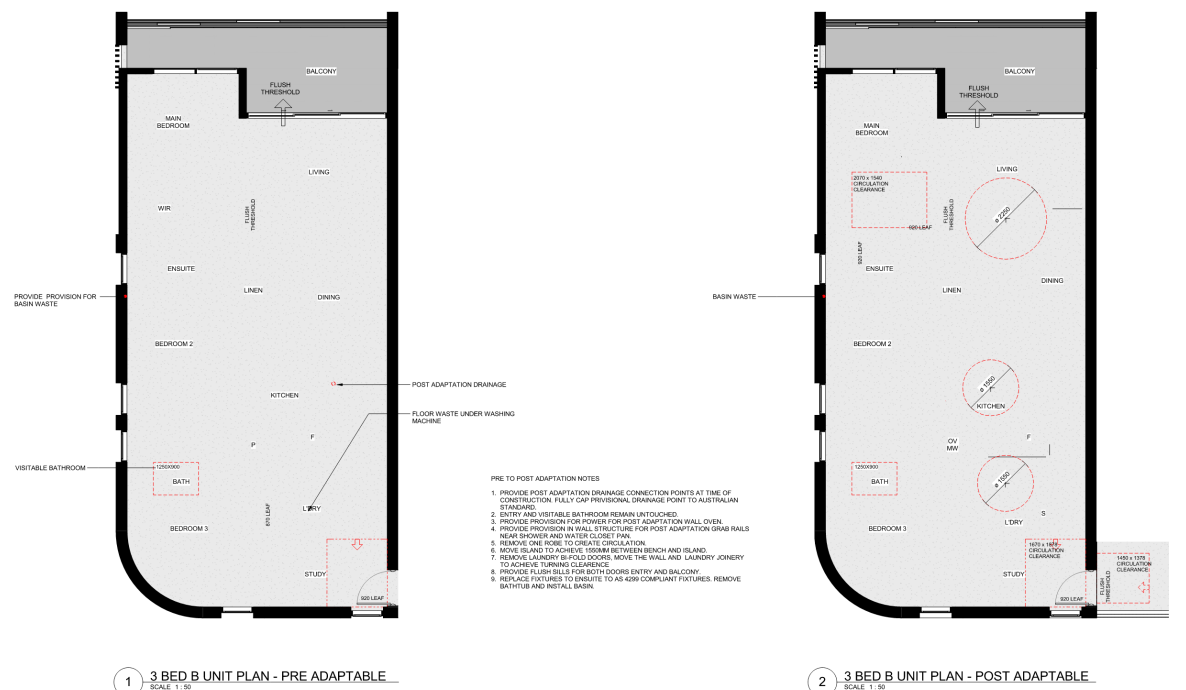 BALCONY
FLUSH
THRESHOLD
MAIN
BEDROOM
LIVING
WIR
FLUSH
THRESHOLD
ENSUITE
LINEN
DINING
PROVIDE PROVISION FOR
BASIN WASTE
BEDROOM 2
POST ADAPTATION DRAINAGE
KITCHEN
FLOOR WASTE UNDER WASHING
MACHINE
F
P
VISITABLE BATHROOM
1250X900
BATH
870 LEAF
L'DRY
BEDROOM 3
STUDY
920 LEAF
1
3 BED B UNIT PLAN - PRE ADAPTABLE
SCALE 1 : 50
PRE TO POST ADAPTATION NOTES
1. PROVIDE POST ADAPTATION DRAINAGE CONNECTION POINTS AT TIME OF
CONSTRUCTION. FULLY CAP PRIVISIONAL DRAINAGE POINT TO AUSTRALIAN
STANDARD.
2. ENTRY AND VISITABLE BATHROOM REMAIN UNTOUCHED.
3. PROVIDE PROVISION FOR POWER FOR POST ADAPTATION WALL OVEN.
4. PROVIDE PROVISION IN WALL STRUCTURE FOR POST ADAPTATION GRAB RAILS
NEAR SHOWER AND WATER CLOSET PAN.
5. REMOVE ONE ROBE TO CREATE CIRCULATION.
6. MOVE ISLAND TO ACHIEVE 1550MM BETWEEN BENCH AND ISLAND.
7. REMOVE LAUNDRY BI-FOLD DOORS, MOVE THE WALL AND LAUNDRY JOINERY
TO ACHIEVE TURNING CLEARENCE
8. PROVIDE FLUSH SILLS FOR BOTH DOORS ENTRY AND BALCONY.
9. REPLACE FIXTURES TO ENSUITE TO AS 4299 COMPLIANT FIXTURES. REMOVE
BATHTUB AND INSTALL BASIN.
BALCONY
FLUSH
THRESHOLD
MAIN
BEDROOM
LIVING
2070 x 1540
CIRCULATION
CLEARANCE
ø 2250
FLUSH
THRESHOLD
920 LEAF
920 LEAF
ENSUITE
DINING
LINEN
BASIN WASTE
BEDROOM 2
ø 1550
KITCHEN
OV
MW
F
1250X900
BATH
ø 1550
S
L'DRY
BEDROOM 3
CIRCULATION
CLEARANCE
1450 x 1378
CIRCULATION
CLEARANCE
STUDY
FLUSH
THRESHOLD
920 LEAF
2
3 BED B UNIT PLAN - POST ADAPTABLE
SCALE 1 : 50